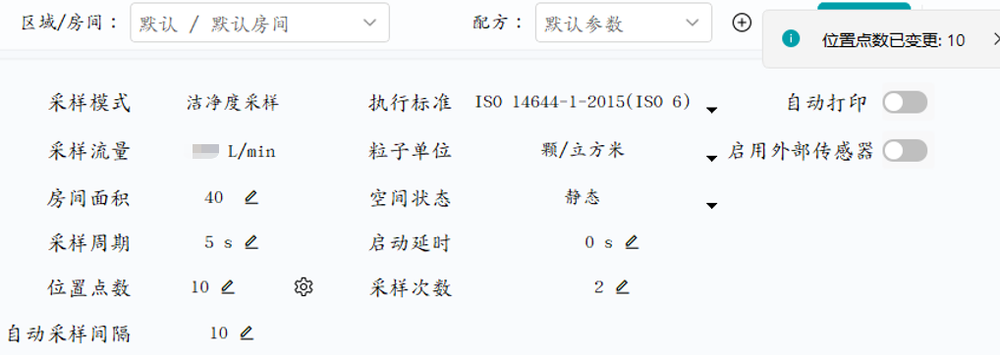 区域/房间： 默认 / 默认房间 配方： 默认参数
位置点数已变更: 10
采样模式 洁净度采样 执行标准 ISO 14644-1-2015(ISO 6) 自动打印
采样流量 L/min 粒子单位 颗/立方米 启用外部传感器
房间面积 40 空间状态 静态
采样周期 5 s 启动延时 0 s
位置点数 10 采样次数 2
自动采样间隔 10